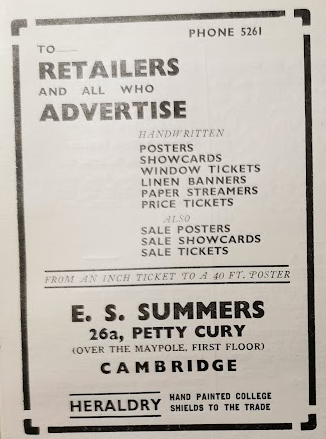 PHONE 5261
TO
RETAILERS
AND ALL WHO
ADVERTISE
HANDWRITTEN
POSTERS
SHOWCARDS
WINDOW TICKETS
LINEN BANNERS
PAPER STREAMERS
PRICE TICKETS
ALSO
SALE POSTERS
SALE SHOWCARDS
SALE TICKETS
FROM AN INCH TICKET TO A 40 FT. POSTER
E. S. SUMMERS
26a, PETTY CURY
(OVER THE MAYPOLE, FIRST FLOOR)
CAMBRIDGE
HERALDRY
HAND PAINTED COLLEGE
SHIELDS TO THE TRADE